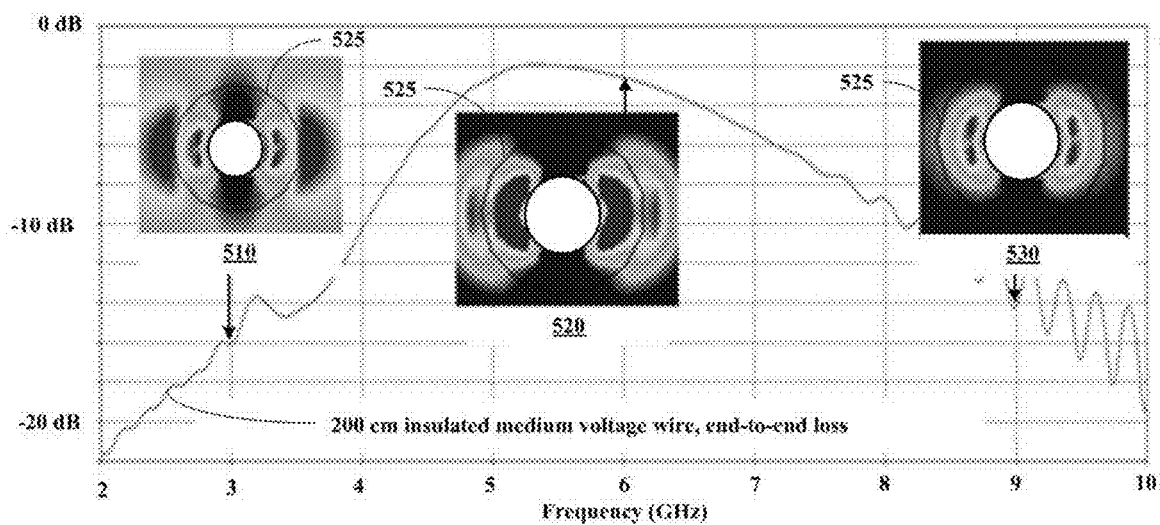 0 dB
525
525
525
-10 dB
510
520
530
-20 dB
200 cm insulated medium voltage wire, end-to-end loss
2 3 4 5 6 7 8 9 10
Frequency (GHz)